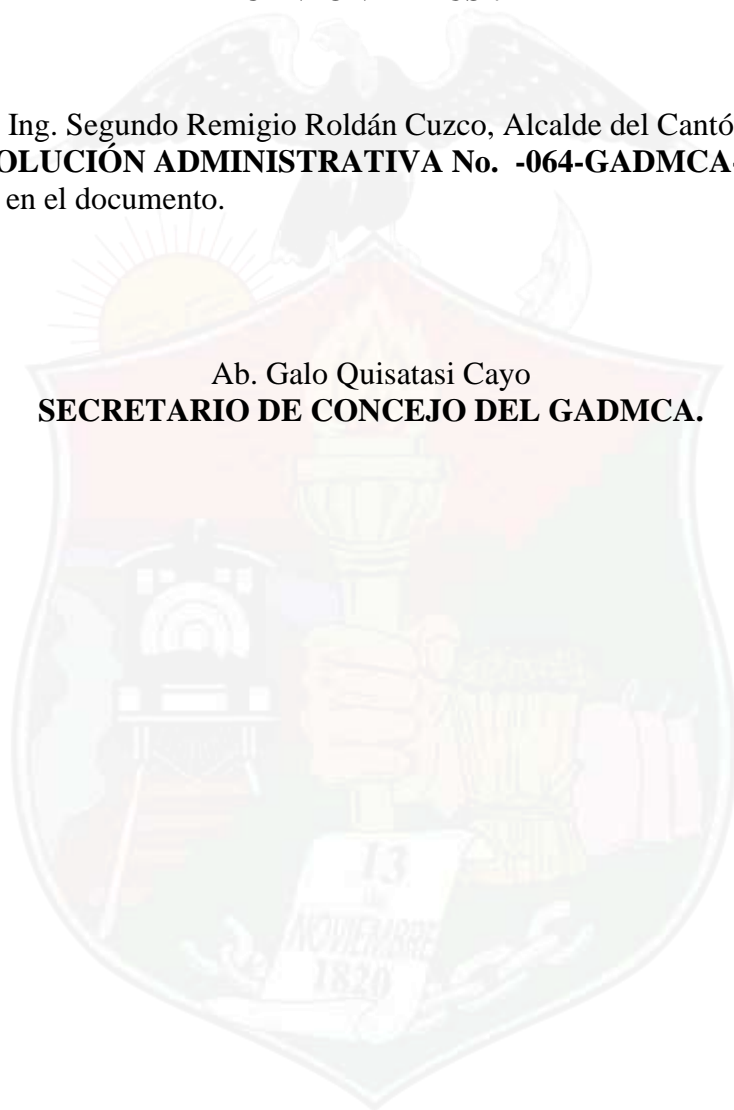 Ing. Segundo Remigio Roldán Cuzco, Alcalde del Cantó
OLUCIÓN ADMINISTRATIVA No. -064-GADMCA-
en el documento.
Ab. Galo Quisatasi Cayo
SECRETARIO DE CONCEJO DEL GADMCA.
13
NOVIEMBRE
1820